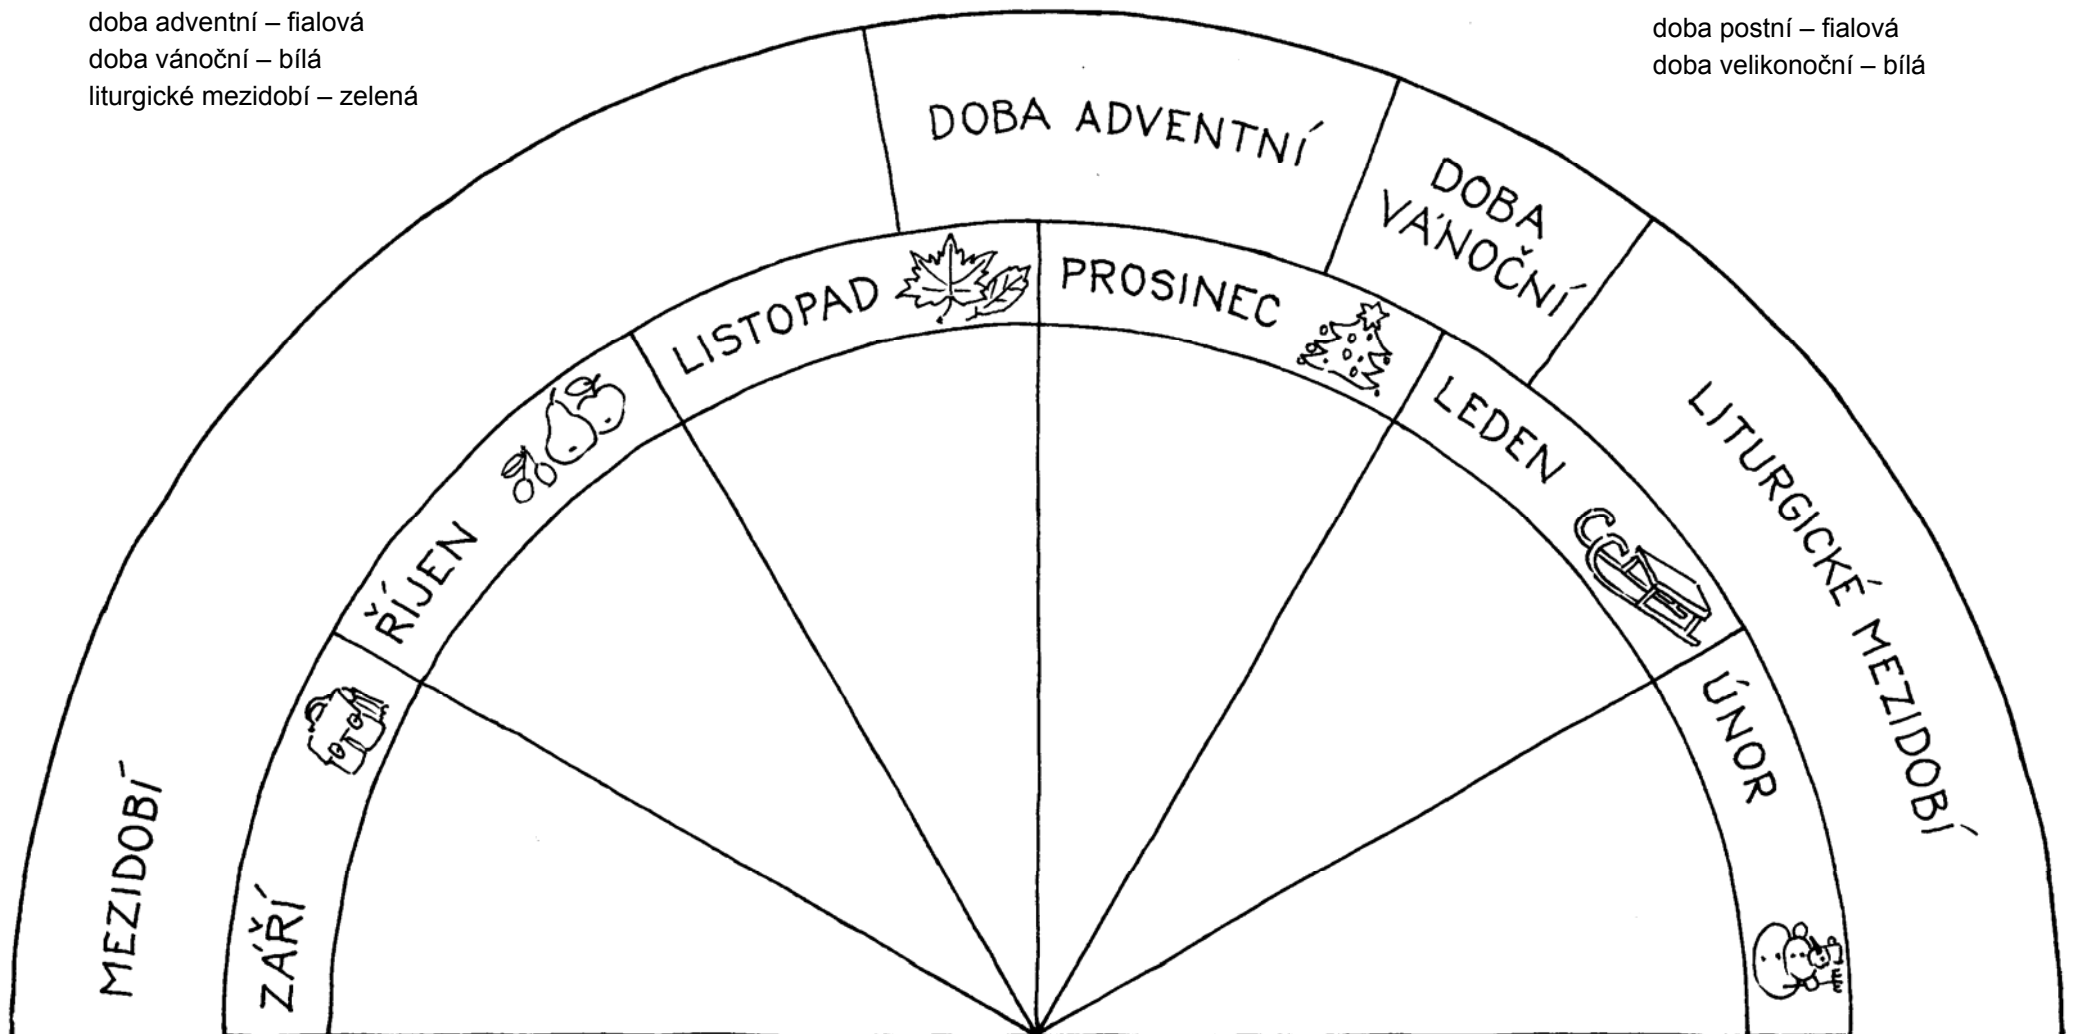 doba adventní – fialová
doba vánoční – bílá
liturgické mezidobí – zelená
doba postní – fialová
doba velikonoční – bílá
DOBA ADVENTNÍ
DOBA
VÁNOČNÍ
LITURGICKÉ MEZIDOBÍ
MEZIDOBÍ
ZÁŘÍ
ŘÍJEN
LISTOPAD
PROSINEC
LEDEN
ÚNOR